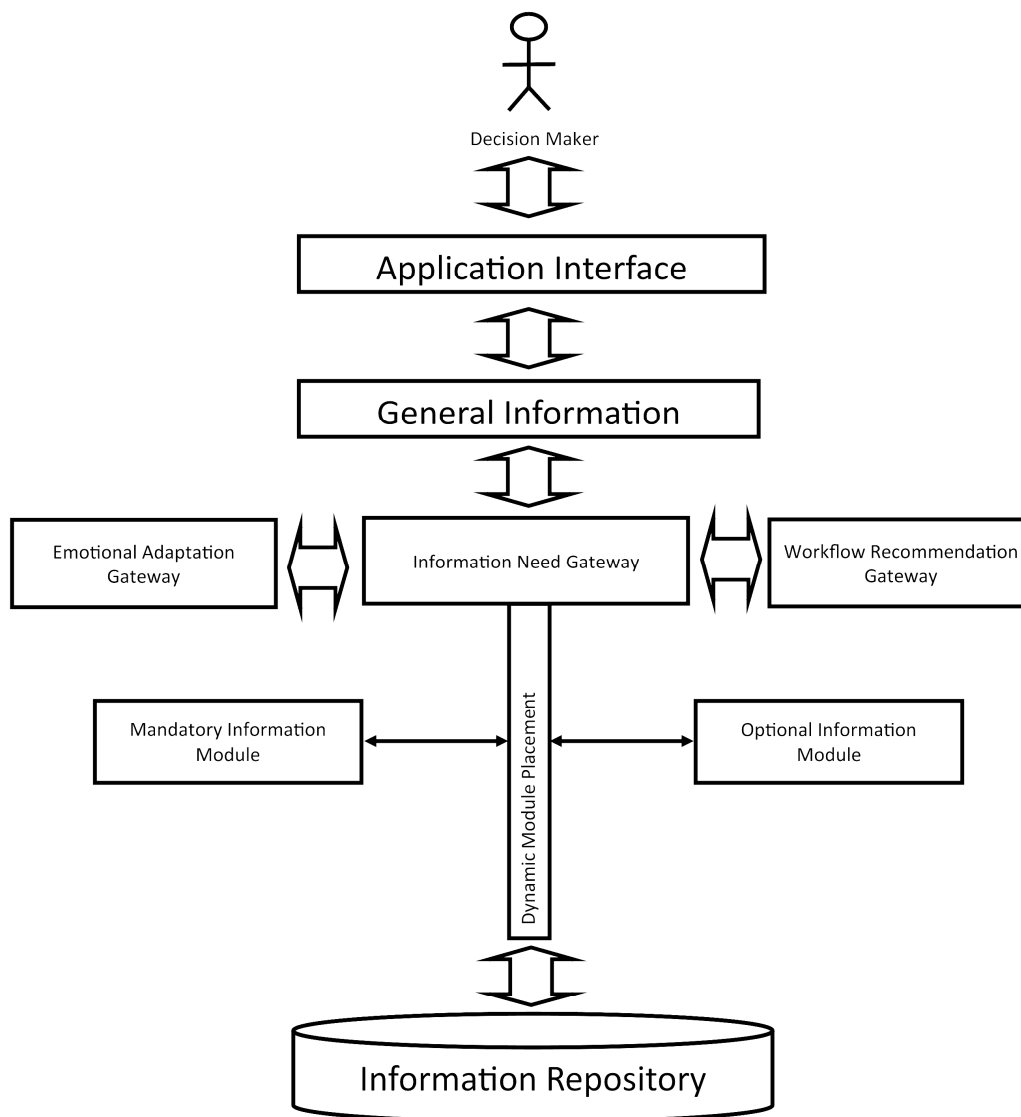 Decision Maker
Application Interface
General Information
Emotional Adaptation
Gateway
Information Need Gateway
Workflow Recommendation
Gateway
Mandatory Information
Module
Dynamic Module Placement
Optional Information
Module
Information Repository